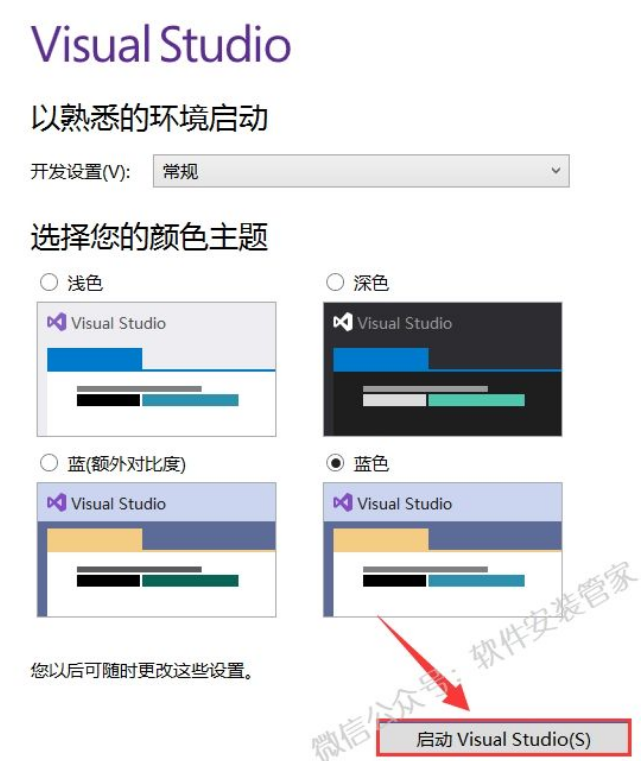 Visual Studio
以熟悉的环境启动
开发设置(V): 常规
选择您的颜色主题
浅色 深色
Visual Studio Visual Studio
蓝(额外对比度) 蓝色
Visual Studio Visual Studio
您以后可随时更改这些设置。
微信公众号：软件安装管家
启动 Visual Studio(S)